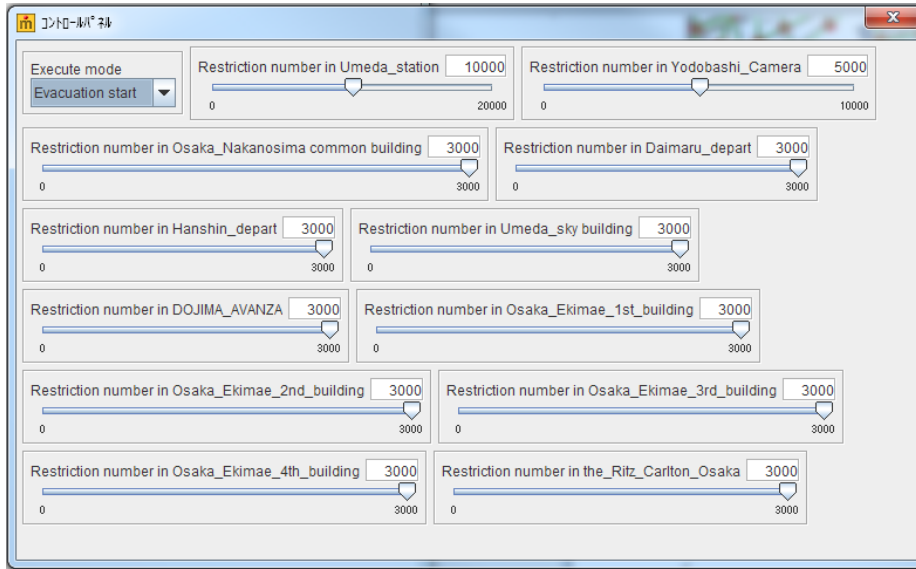 m コントロールパネル
Execute mode
Evacuation start
Restriction number in Umeda_station 10000
0 20000
Restriction number in Yodobashi_Camera 5000
0 10000
Restriction number in Osaka_Nakanosima common building 3000
0 3000
Restriction number in Daimaru_depart 3000
0 3000
Restriction number in Hanshin_depart 3000
0 3000
Restriction number in Umeda_sky building 3000
0 3000
Restriction number in DOJIMA_AVANZA 3000
0 3000
Restriction number in Osaka_Ekimae_1st_building 3000
0 3000
Restriction number in Osaka_Ekimae_2nd_building 3000
0 3000
Restriction number in Osaka_Ekimae_3rd_building 3000
0 3000
Restriction number in Osaka_Ekimae_4th_building 3000
0 3000
Restriction number in the_Ritz_Carlton_Osaka 3000
0 3000